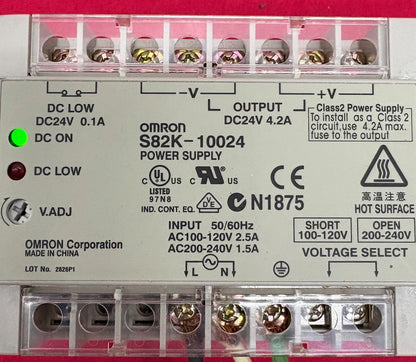 -V
+V
DC LOW
DC24V 0.1A
OUTPUT
DC24V 4.2A
Class2 Power Supply
To install as a Class 2
circuit,use a 4.2A max.
fuse to the output
DC ON
OMRON
S82K-10024
POWER SUPPLY
DC LOW
C UL US
LISTED
97N8
IND. CONT. EQ.
c RU US
CE
N1875
高温注意
HOT SURFACE
V.ADJ
INPUT 50/60Hz
AC100-120V 2.5A
AC200-240V 1.5A
SHORT
100-120V
OPEN
200-240V
VOLTAGE SELECT
OMRON Corporation
MADE IN CHINA
LOT No. 2826P1
L
N